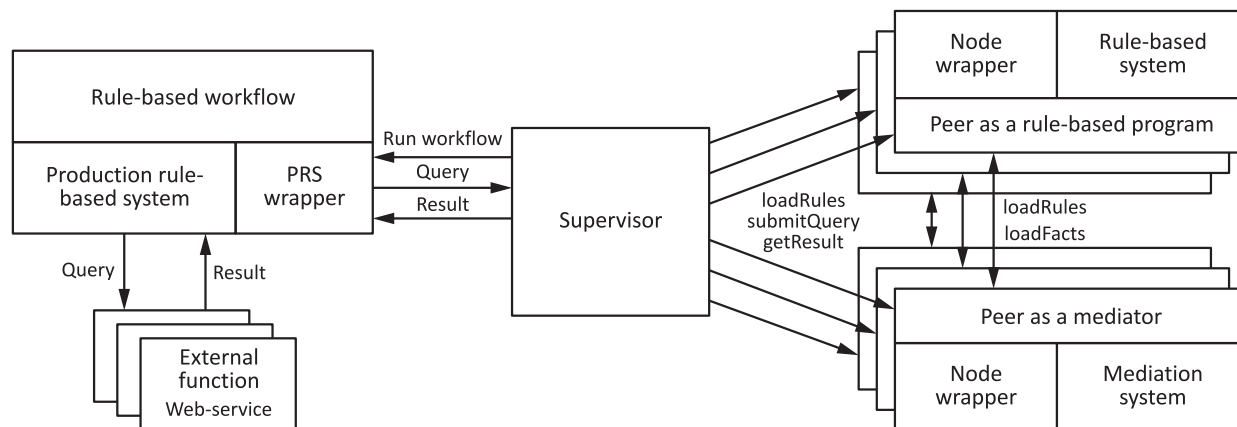 Rule-based workflow
Production rule-
based system
PRS
wrapper
Query
Result
External
function
Web-service
Run workflow
Query
Result
Supervisor
loadRules
submitQuery
getResult
Node
wrapper
Rule-based
system
Peer as a rule-based program
loadRules
loadFacts
Peer as a mediator
Node
wrapper
Mediation
system